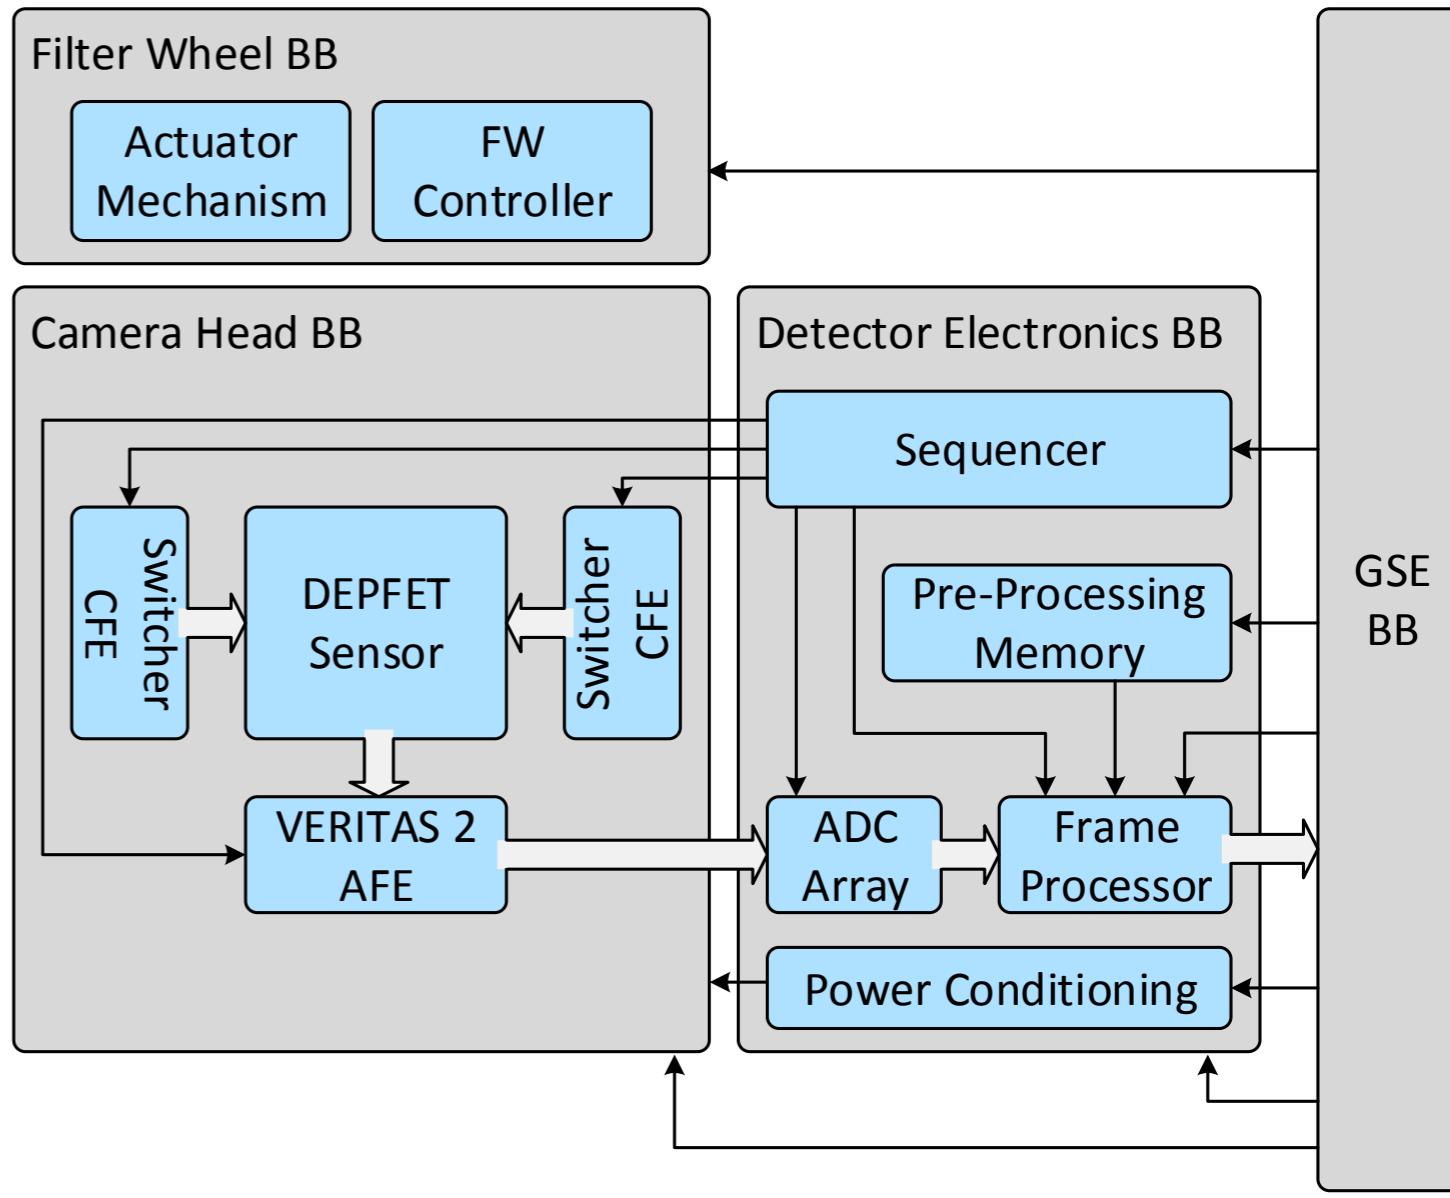 Filter Wheel BB
Actuator
Mechanism
FW
Controller
Camera Head BB
Switcher
CFE
DEPFET
Sensor
Switcher
CFE
VERITAS 2
AFE
Detector Electronics BB
Sequencer
Pre-Processing
Memory
ADC
Array
Frame
Processor
Power Conditioning
GSE
BB